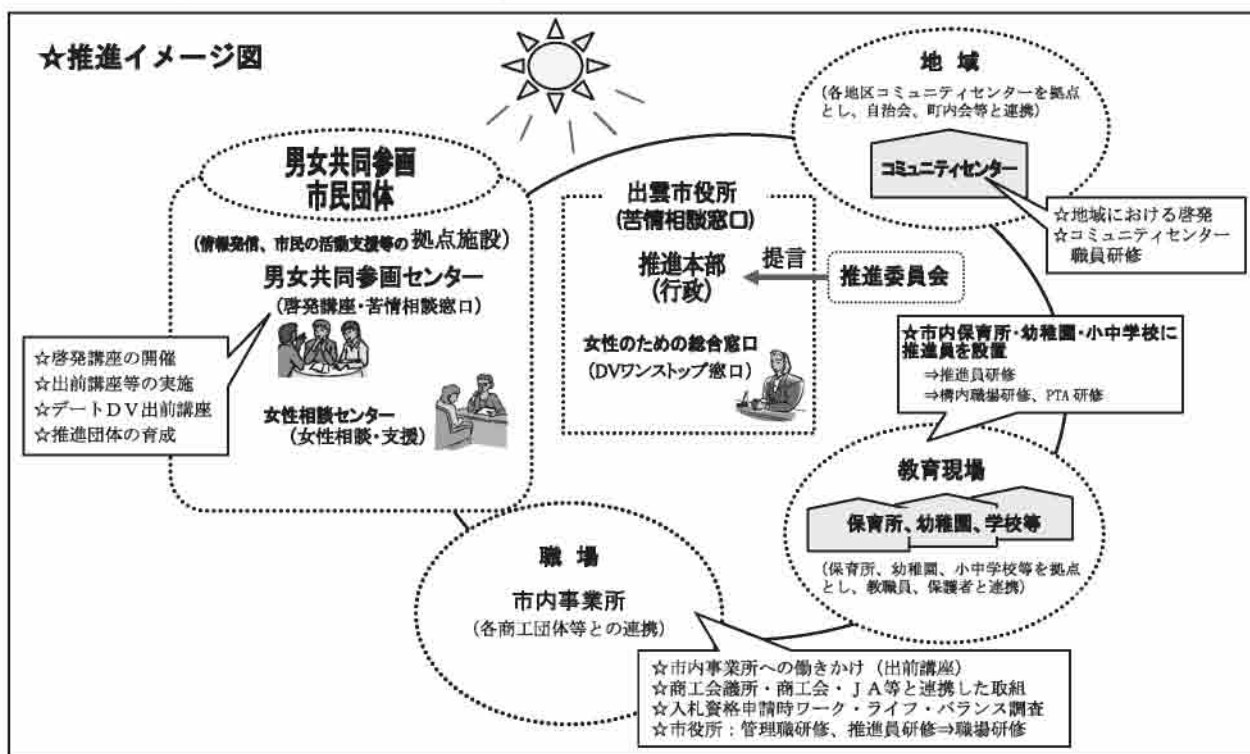 ☆推進イメージ図
地 域
(各地区コミュニティセンターを拠点
とし、自治会、町内会等と連携)
コミュニティセンター
☆地域における啓発
☆コミュニティセンター
職員研修
男女共同参画
市民団体
(情報発信、市民の活動支援等の拠点施設)
男女共同参画センター
(啓発講座・苦情相談窓口)
☆啓発講座の開催
☆出前講座等の実施
☆デートDV出前講座
☆推進団体の育成
女性相談センター
(女性相談・支援)
出雲市役所
(苦情相談窓口)
推進本部
(行政)
提言
推進委員会
女性のための総合窓口
(DVワンストップ窓口)
☆市内保育所・幼稚園・小中学校に
推進員を設置
⇒推進員研修
⇒構内職場研修、PTA 研修
教育現場
保育所、幼稚園、学校等
(保育所、幼稚園、小中学校等を拠点
とし、教職員、保護者と連携)
職 場
市内事業所
(各商工団体等との連携)
☆市内事業所への働きかけ(出前講座)
☆商工会議所・商工会・JA等と連携した取組
☆入札資格申請時ワーク・ライフ・バランス調査
☆市役所:管理職研修、推進員研修⇒職場研修